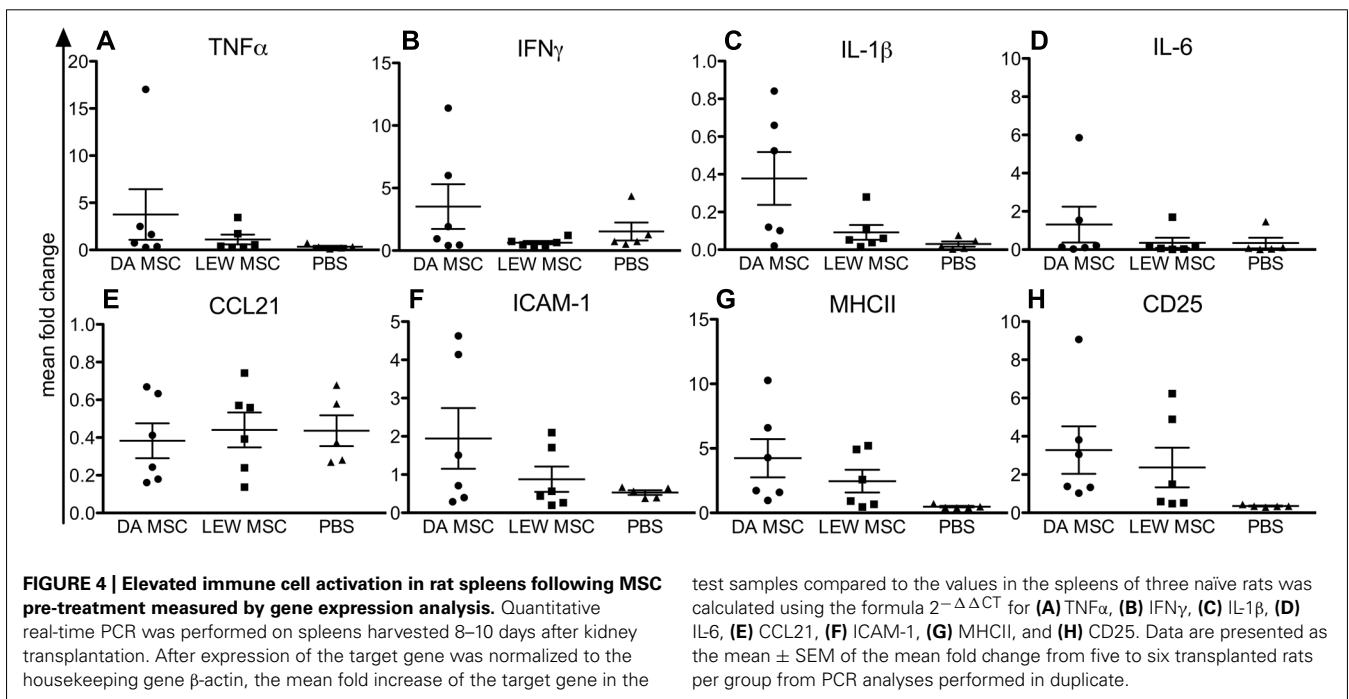 A TNFα
B IFNγ
C IL-1β
D IL-6
20
15
10
5
0
DA MSC LEW MSC PBS
15
10
5
0
DA MSC LEW MSC PBS
1.0
0.8
0.6
0.4
0.2
0.0
DA MSC LEW MSC PBS
10
8
6
4
2
0
DA MSC LEW MSC PBS
mean fold change
E CCL21
F ICAM-1
G MHCII
H CD25
1.0
0.8
0.6
0.4
0.2
0.0
DA MSC LEW MSC PBS
5
4
3
2
1
0
DA MSC LEW MSC PBS
15
10
5
0
DA MSC LEW MSC PBS
10
8
6
4
2
0
DA MSC LEW MSC PBS
FIGURE 4 | Elevated immune cell activation in rat spleens following MSC
pre-treatment measured by gene expression analysis. Quantitative
real-time PCR was performed on spleens harvested 8–10 days after kidney
transplantation. After expression of the target gene was normalized to the
housekeeping gene β-actin, the mean fold increase of the target gene in the
test samples compared to the values in the spleens of three naïve rats was
calculated using the formula 2−ΔΔCT for (A) TNFα, (B) IFNγ, (C) IL-1β, (D)
IL-6, (E) CCL21, (F) ICAM-1, (G) MHCII, and (H) CD25. Data are presented as
the mean ± SEM of the mean fold change from five to six transplanted rats
per group from PCR analyses performed in duplicate.